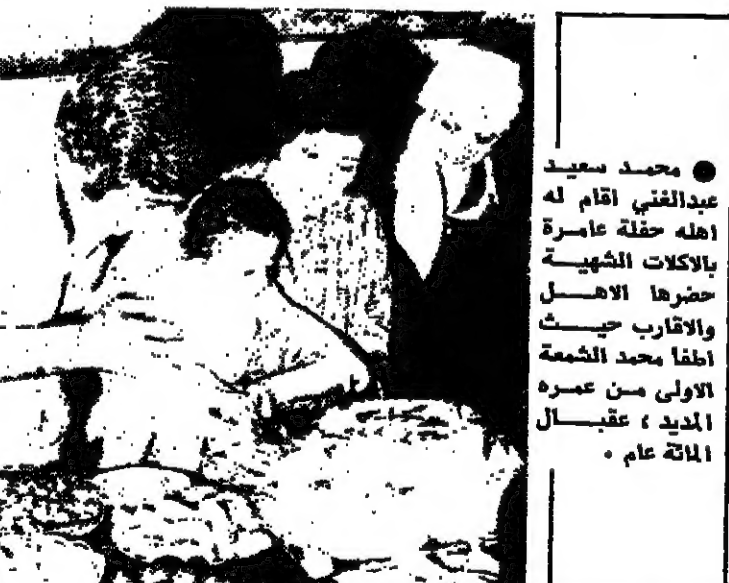 ● محمد سعيد
عبدالغني اقام له
اهله حفلة عامرة
بالاكلات الشهية
حضرها الاهل
والاقارب حيث
اطفأ محمد الشمعة
الاولى من عمره
المديد ، عقبال
المائة عام .